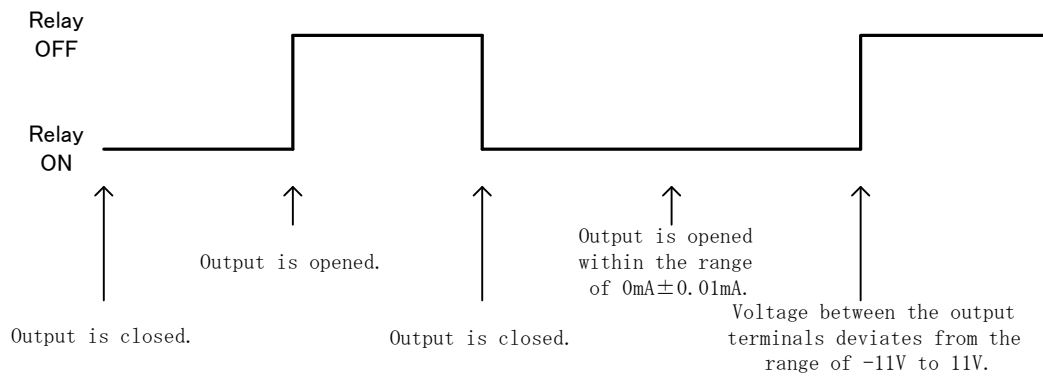 Relay
OFF
Relay
ON
Output is opened.
Output is opened
within the range
of 0mA±0.01mA.
Output is closed.
Output is closed.
Voltage between the output
terminals deviates from the
range of -11V to 11V.